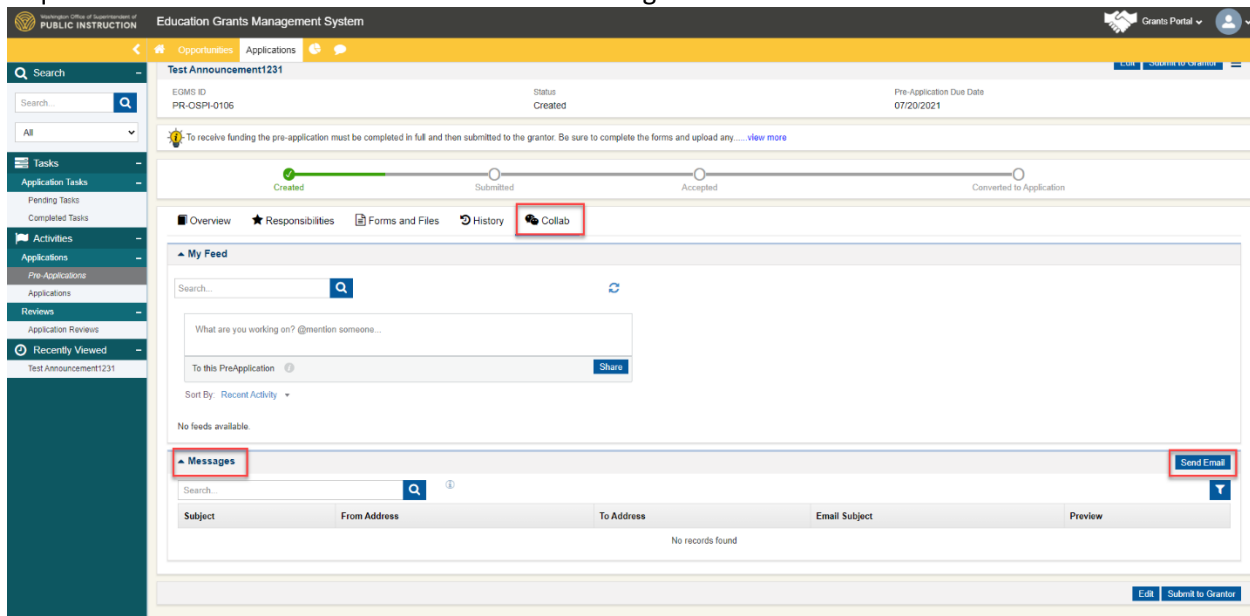 Washington Office of Superintendent of
PUBLIC INSTRUCTION
Education Grants Management System
Grants Portal
Opportunities
Applications
Search
Search...
All
Tasks
Application Tasks
Pending Tasks
Completed Tasks
Activities
Applications
Pre-Applications
Applications
Reviews
Application Reviews
Recently Viewed
Test Announcement1231
Test Announcement1231
Edit Submit to Grantor
EGMS ID Status Pre-Application Due Date
PR-OSPI-0106 Created 07/20/2021
To receive funding the pre-application must be completed in full and then submitted to the grantor. Be sure to complete the forms and upload any......view more
Created Submitted Accepted Converted to Application
Overview Responsibilities Forms and Files History Collab
My Feed
Search...
What are you working on? @mention someone...
To this PreApplication Share
Sort By: Recent Activity
No feeds available.
Messages Send Email
Search...
Subject From Address To Address Email Subject Preview
No records found
Edit Submit to Grantor